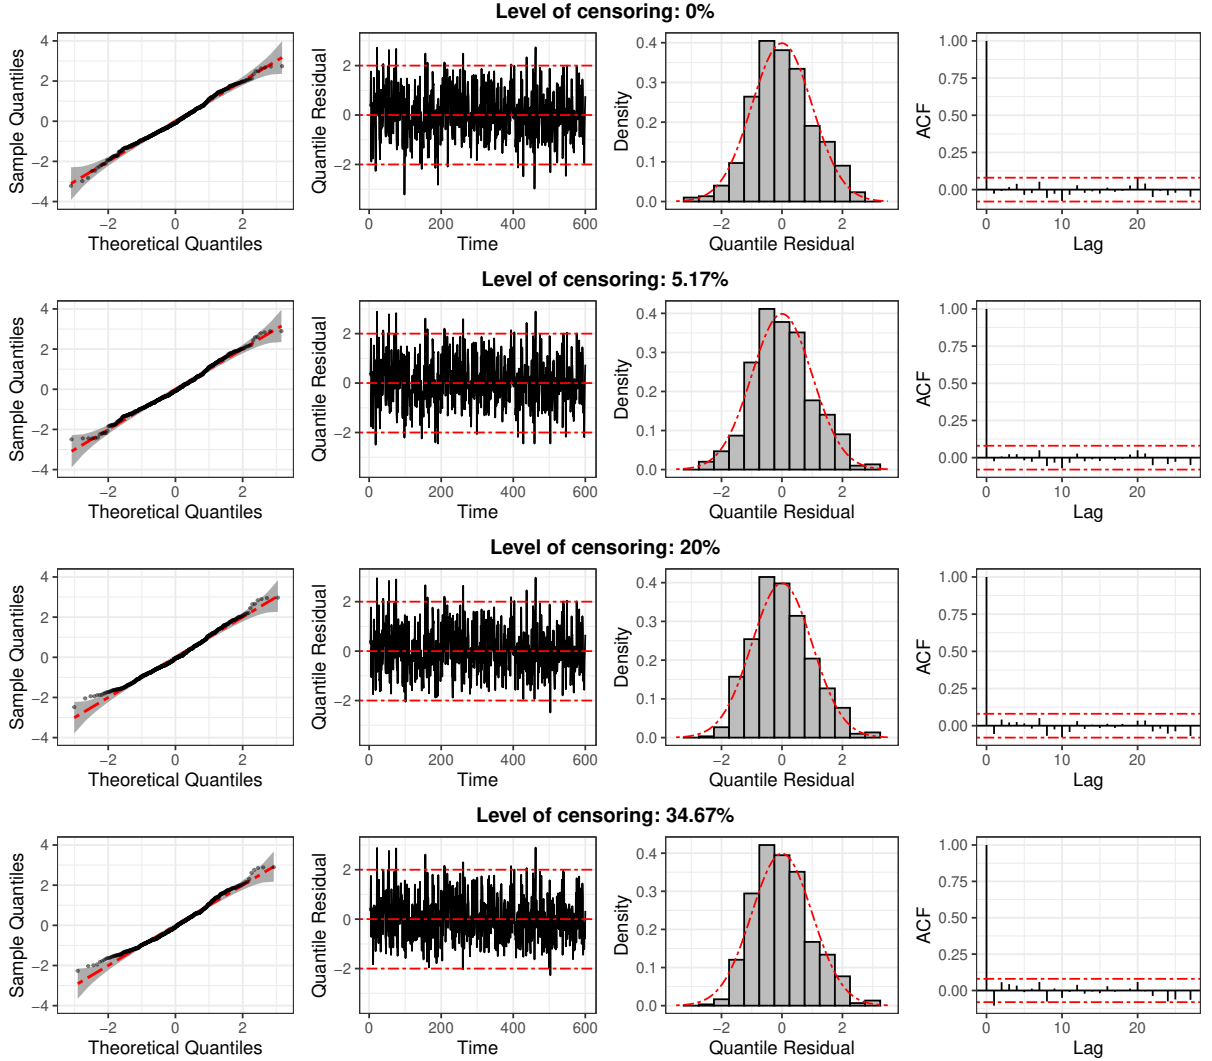 Level of censoring: 0%
Sample Quantiles
4
2
0
−2
−4
−2 0 2
Theoretical Quantiles
Quantile Residual
2
0
−2
0 200 400 600
Time
Density
0.4
0.3
0.2
0.1
0.0
−2 0 2
Quantile Residual
ACF
1.00
0.75
0.50
0.25
0.00
0 10 20
Lag
Level of censoring: 5.17%
Sample Quantiles
4
2
0
−2
−4
−2 0 2
Theoretical Quantiles
Quantile Residual
2
0
−2
0 200 400 600
Time
Density
0.4
0.3
0.2
0.1
0.0
−2 0 2
Quantile Residual
ACF
1.00
0.75
0.50
0.25
0.00
0 10 20
Lag
Level of censoring: 20%
Sample Quantiles
4
2
0
−2
−4
−2 0 2
Theoretical Quantiles
Quantile Residual
2
0
−2
0 200 400 600
Time
Density
0.4
0.3
0.2
0.1
0.0
−2 0 2
Quantile Residual
ACF
1.00
0.75
0.50
0.25
0.00
0 10 20
Lag
Level of censoring: 34.67%
Sample Quantiles
4
2
0
−2
−4
−2 0 2
Theoretical Quantiles
Quantile Residual
2
0
−2
0 200 400 600
Time
Density
0.4
0.3
0.2
0.1
0.0
−2 0 2
Quantile Residual
ACF
1.00
0.75
0.50
0.25
0.00
0 10 20
Lag